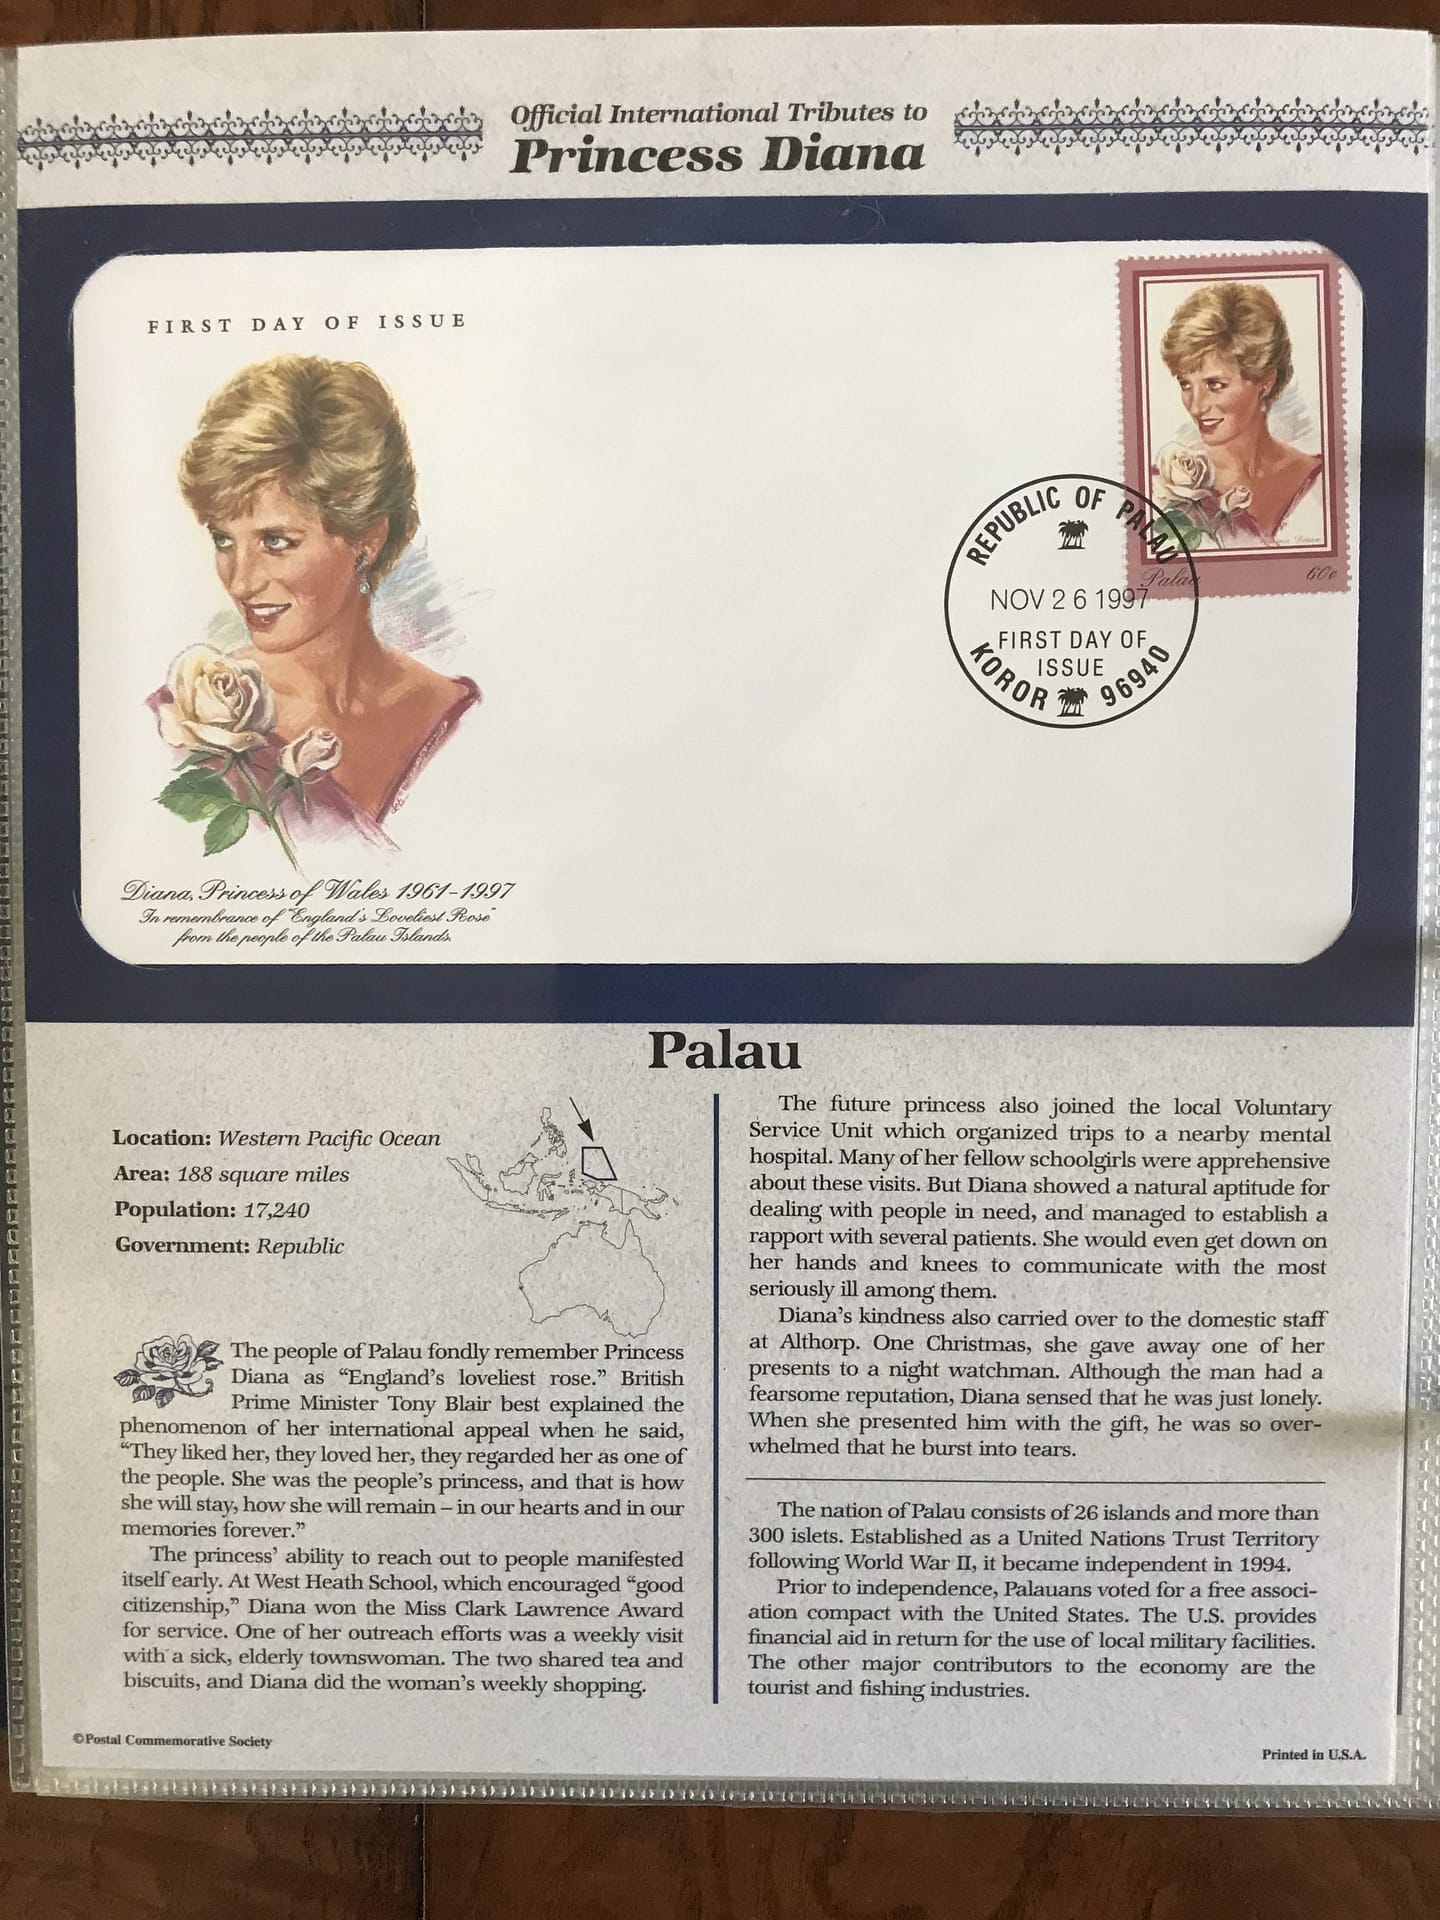 Official International Tributes to
Princess Diana
FIRST DAY OF ISSUE
Palau
60c
REPUBLIC OF PALAU
NOV 26 1997
FIRST DAY OF
ISSUE
KOROR 96940
deb
Diana, Princess of Wales 1961-1997
In remembrance of "England's Loveliest Rose"
from the people of the Palau Islands.
Palau
Location: Western Pacific Ocean
Area: 188 square miles
Population: 17,240
Government: Republic
The people of Palau fondly remember Princess
Diana as “England’s loveliest rose.” British
Prime Minister Tony Blair best explained the
phenomenon of her international appeal when he said,
“They liked her, they loved her, they regarded her as one of
the people. She was the people’s princess, and that is how
she will stay, how she will remain – in our hearts and in our
memories forever.”
The princess’ ability to reach out to people manifested
itself early. At West Heath School, which encouraged “good
citizenship,” Diana won the Miss Clark Lawrence Award
for service. One of her outreach efforts was a weekly visit
with a sick, elderly townswoman. The two shared tea and
biscuits, and Diana did the woman’s weekly shopping.
The future princess also joined the local Voluntary
Service Unit which organized trips to a nearby mental
hospital. Many of her fellow schoolgirls were apprehensive
about these visits. But Diana showed a natural aptitude for
dealing with people in need, and managed to establish a
rapport with several patients. She would even get down on
her hands and knees to communicate with the most
seriously ill among them.
Diana’s kindness also carried over to the domestic staff
at Althorp. One Christmas, she gave away one of her
presents to a night watchman. Although the man had a
fearsome reputation, Diana sensed that he was just lonely.
When she presented him with the gift, he was so over-
whelmed that he burst into tears.
The nation of Palau consists of 26 islands and more than
300 islets. Established as a United Nations Trust Territory
following World War II, it became independent in 1994.
Prior to independence, Palauans voted for a free associ-
ation compact with the United States. The U.S. provides
financial aid in return for the use of local military facilities.
The other major contributors to the economy are the
tourist and fishing industries.
©Postal Commemorative Society
Printed in U.S.A.